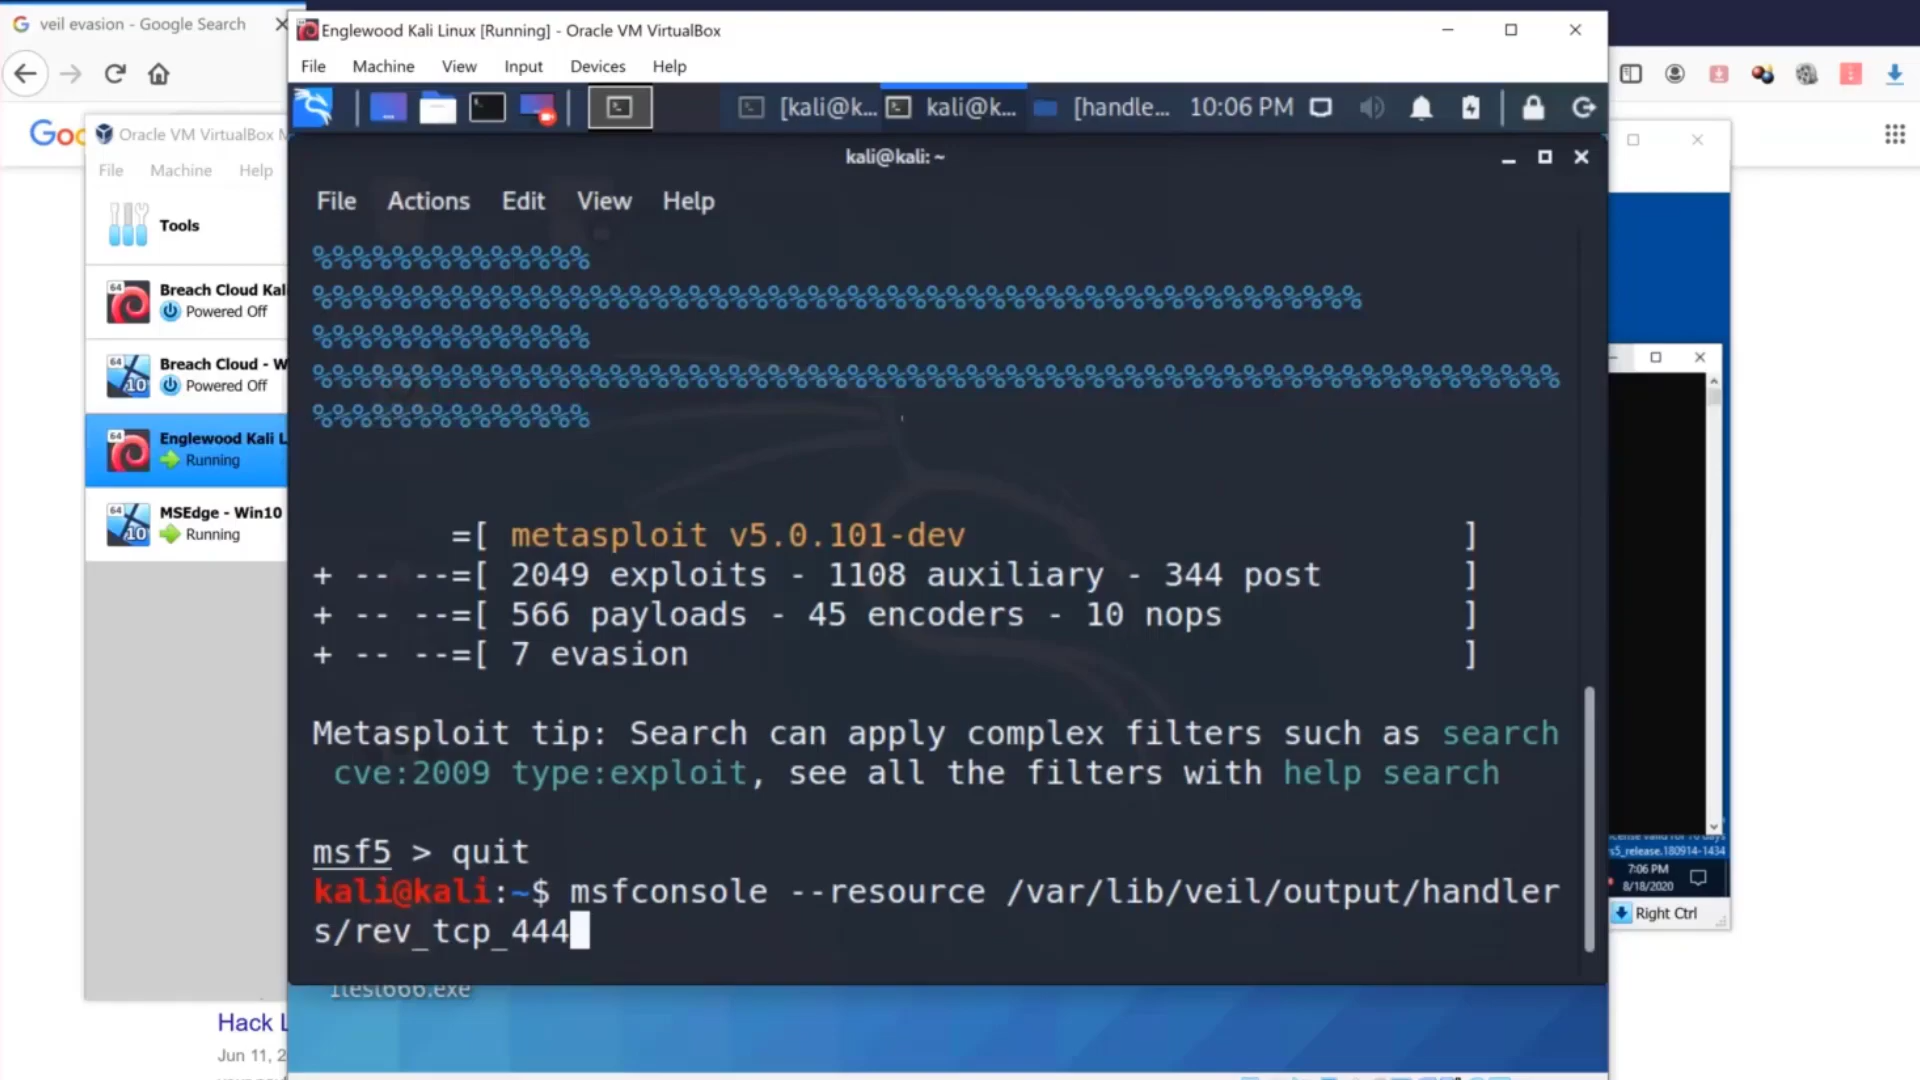 veil evasion - Google Search
Englewood Kali Linux [Running] - Oracle VM VirtualBox
File Machine View Input Devices Help
[kali@k... kali@k... [handle... 10:06 PM
Oracle VM VirtualBox M
File Machine Help
kali@kali: ~
File Actions Edit View Help
Tools
Breach Cloud Kal
Powered Off
Breach Cloud - W
Powered Off
Englewood Kali L
Running
MSEdge - Win10
Running
%%%%%%%%%%%%%%
%%%%%%%%%%%%%%%%%%%%%%%%%%%%%%%%%%%%%%%%%%%%%%%%%%%%%
%%%%%%%%%%%%%%
%%%%%%%%%%%%%%%%%%%%%%%%%%%%%%%%%%%%%%%%%%%%%%%%%%%%%%%%%%%%%%%
%%%%%%%%%%%%%%
=[ metasploit v5.0.101-dev ]
+ -- --=[ 2049 exploits - 1108 auxiliary - 344 post ]
+ -- --=[ 566 payloads - 45 encoders - 10 nops ]
+ -- --=[ 7 evasion ]
Metasploit tip: Search can apply complex filters such as search
cve:2009 type:exploit, see all the filters with help search
msf5 > quit
kali@kali:~$ msfconsole --resource /var/lib/veil/output/handler
s/rev_tcp_444
s5_release.180914-1434
7:06 PM
8/18/2020
Right Ctrl
1test666.exe
Hack L
Jun 11, 2